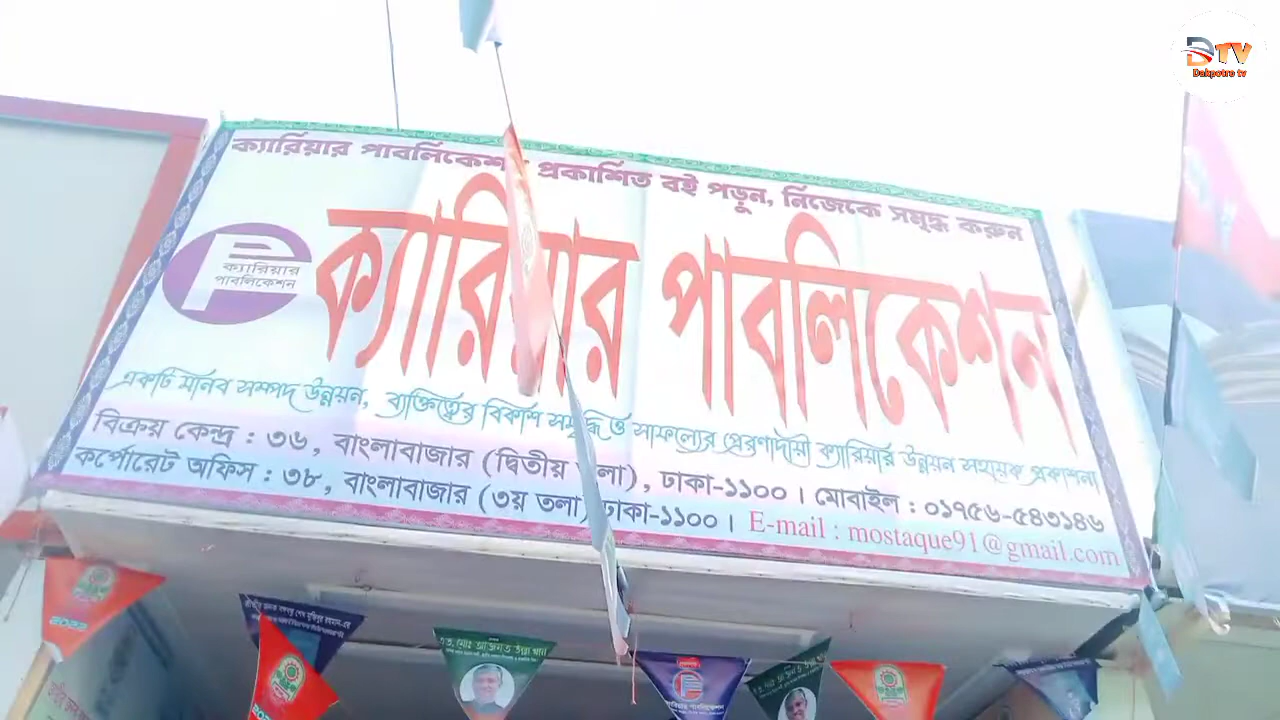 DTV
Dakpotro tv
ক্যারিয়ার পাবলিকেশন প্রকাশিত বই পড়ুন, নিজেকে সমৃদ্ধ করুন
ক্যারিয়ার
পাবলিকেশন
ক্যারিয়ার পাবলিকেশন
একটি মানব সম্পদ উন্নয়ন, ব্যক্তিত্বের বিকাশ সমৃদ্ধি ও সাফল্যের প্রেরণাদায়ী ক্যারিয়ার উন্নয়ন সহায়ক প্রকাশনা
বিক্রয় কেন্দ্র : ৩৬, বাংলাবাজার (দ্বিতীয় তলা), ঢাকা-১১০০। মোবাইল : ০১৭৫৬-৫৪৩১৪৬
কর্পোরেট অফিস : ৩৮, বাংলাবাজার (৩য় তলা) ঢাকা-১১০০। E-mail : mostaque91@gmail.com
2022